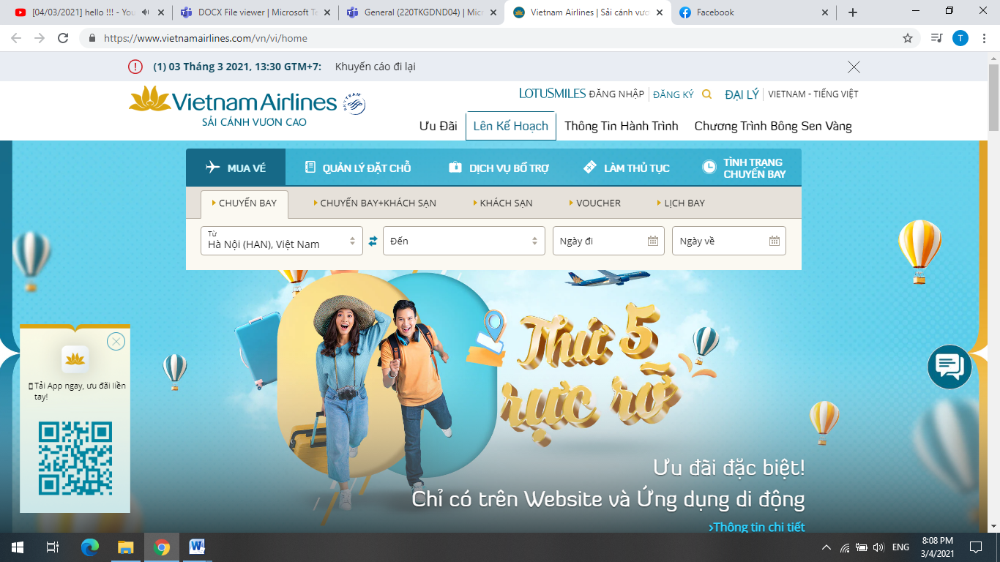 [04/03/2021] hello !!! - You
DOCX File viewer | Microsoft Te
General (220TKGDND04) | Micr
Vietnam Airlines | Sải cánh vươ
Facebook
https://www.vietnamairlines.com/vn/vi/home
T
(1) 03 Tháng 3 2021, 13:30 GTM+7: Khuyến cáo đi lại
LOTUSMILES ĐĂNG NHẬP ĐĂNG KÝ ĐẠI LÝ VIETNAM - TIẾNG VIỆT
Vietnam Airlines
SẢI CÁNH VƯƠN CAO
Ưu Đãi Lên Kế Hoạch Thông Tin Hành Trình Chương Trình Bông Sen Vàng
MUA VÉ QUẢN LÝ ĐẶT CHỖ DỊCH VỤ BỔ TRỢ LÀM THỦ TỤC TÌNH TRẠNG
CHUYẾN BAY
CHUYẾN BAY CHUYẾN BAY+KHÁCH SẠN KHÁCH SẠN VOUCHER LỊCH BAY
Từ
Hà Nội (HAN), Việt Nam Đến Ngày đi Ngày về
Thứ 5
rực rỡ
Tải App ngay, ưu đãi liền
tay!
Ưu đãi đặc biệt!
Chỉ có trên Website và Ứng dụng di động
>Thông tin chi tiết
ENG
8:08 PM
3/4/2021